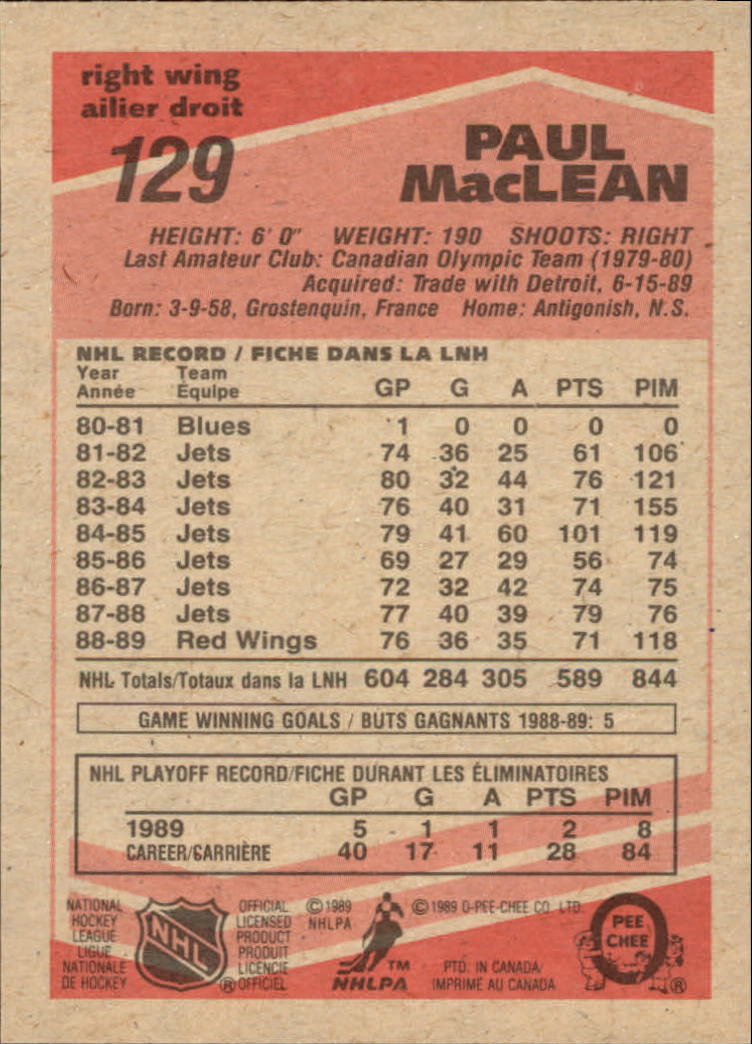 right wing
ailier droit
129
PAUL
MacLEAN
HEIGHT: 6' 0" WEIGHT: 190 SHOOTS: RIGHT
Last Amateur Club: Canadian Olympic Team (1979-80)
Acquired: Trade with Detroit, 6-15-89
Born: 3-9-58, Grostenquin, France Home: Antigonish, N.S.
NHL RECORD / FICHE DANS LA LNH
Year Team
Année Équipe GP G A PTS PIM
80-81 Blues 1 0 0 0 0
81-82 Jets 74 36 25 61 106
82-83 Jets 80 32 44 76 121
83-84 Jets 76 40 31 71 155
84-85 Jets 79 41 60 101 119
85-86 Jets 69 27 29 56 74
86-87 Jets 72 32 42 74 75
87-88 Jets 77 40 39 79 76
88-89 Red Wings 76 36 35 71 118
NHL Totals/Totaux dans la LNH 604 284 305 589 844
GAME WINNING GOALS / BUTS GAGNANTS 1988-89: 5
NHL PLAYOFF RECORD/FICHE DURANT LES ÉLIMINATOIRES
GP G A PTS PIM
1989 5 1 1 2 8
CAREER/CARRIÈRE 40 17 11 28 84
NATIONAL
HOCKEY
LEAGUE
LIGUE
NATIONALE
DE HOCKEY
NHL
OFFICIAL
LICENSED
PRODUCT
PRODUIT
LICENCIE
® OFFICIEL
© 1989
NHLPA
TM
NHLPA
© 1989 O-PEE-CHEE CO. LTD.
PTD. IN CANADA/
IMPRIMÉ AU CANADA
PEE
CHEE
®